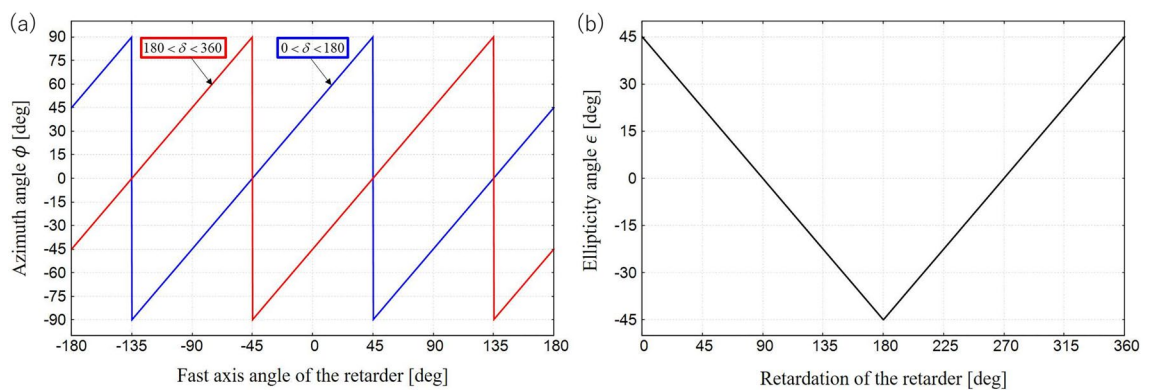 (a)
180 < δ < 360
0 < δ < 180
90
75
60
45
30
15
0
-15
-30
-45
-60
-75
-90
Azimuth angle ϕ [deg]
-180 -135 -90 -45 0 45 90 135 180
Fast axis angle of the retarder [deg]
(b)
45
30
15
0
-15
-30
-45
Ellipticity angle ϵ [deg]
0 45 90 135 180 225 270 315 360
Retardation of the retarder [deg]